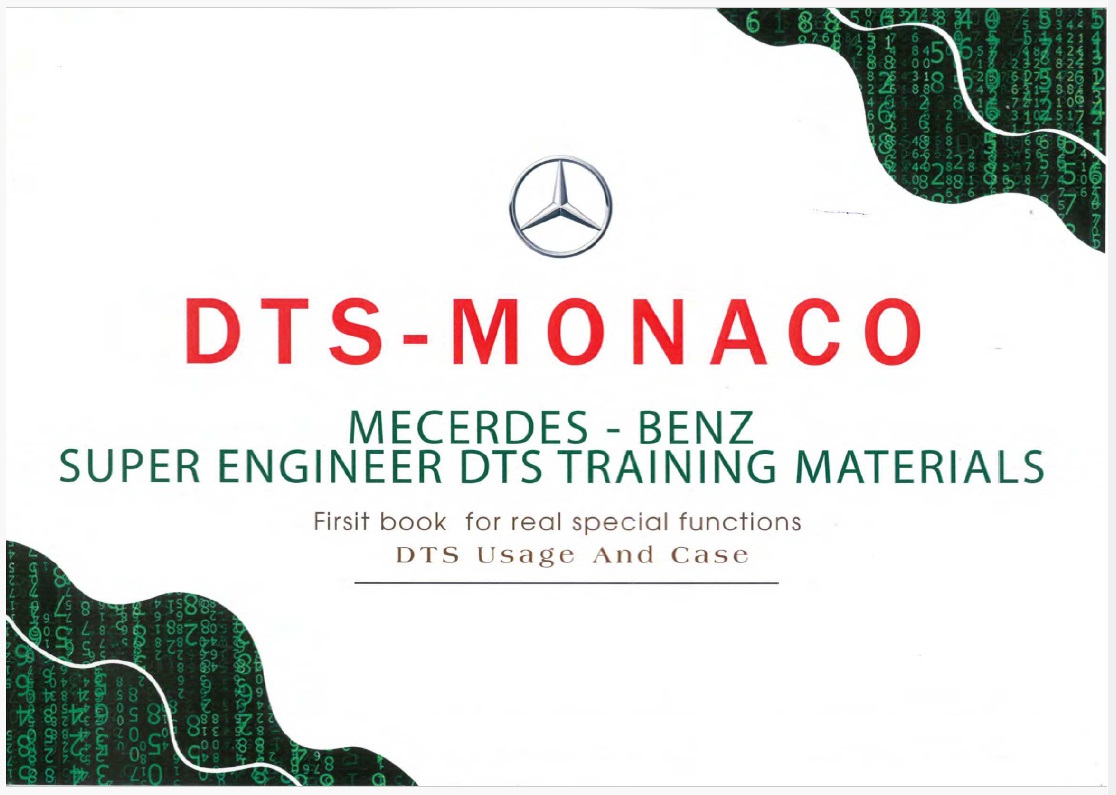 DTS-MONACO
MECERDES - BENZ
SUPER ENGINEER DTS TRAINING MATERIALS
Firsit book for real special functions
DTS Usage And Case